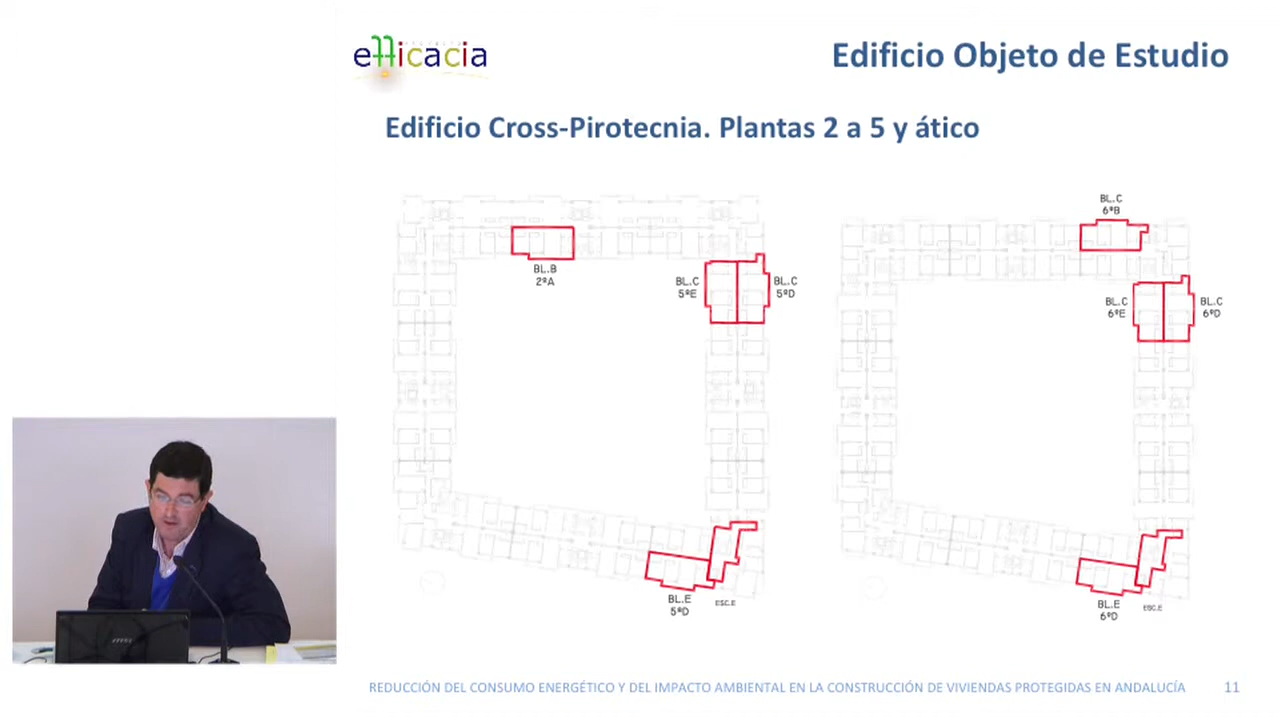 efficacia
Edificio Objeto de Estudio
Edificio Cross-Pirotecnia. Plantas 2 a 5 y ático
BL.B
2ºA
BL.C
5ºE
BL.C
5ºD
BL.E
5ºD
ESC.E
BL.C
6ºB
BL.C
6ºE
BL.C
6ºD
BL.E
6ºD
ESC.E
msi
REDUCCIÓN DEL CONSUMO ENERGÉTICO Y DEL IMPACTO AMBIENTAL EN LA CONSTRUCCIÓN DE VIVIENDAS PROTEGIDAS EN ANDALUCÍA
11